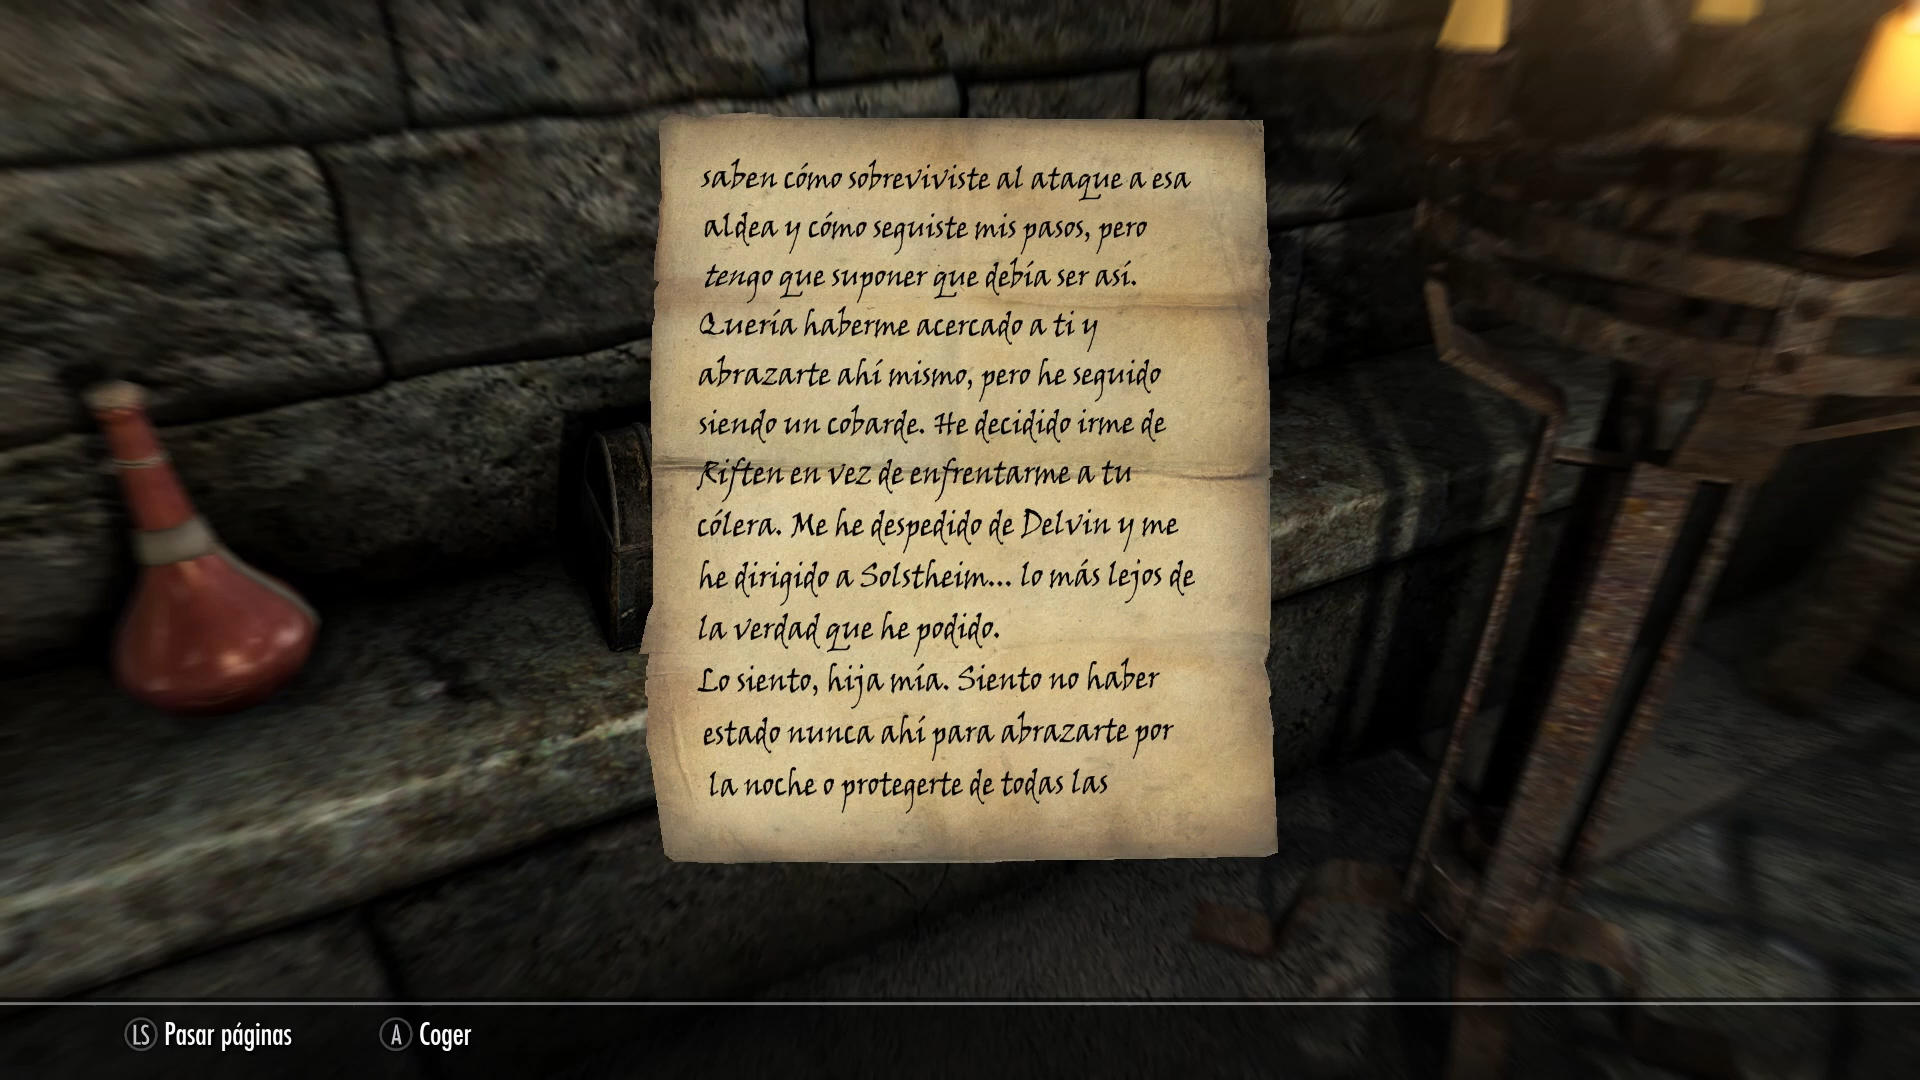 saben cómo sobreviviste al ataque a esa
aldea y cómo seguiste mis pasos, pero
tengo que suponer que debía ser así.
Quería haberme acercado a ti y
abrazarte ahí mismo, pero he seguido
siendo un cobarde. He decidido irme de
Riften en vez de enfrentarme a tu
cólera. Me he despedido de Delvin y me
he dirigido a Solstheim... lo más lejos de
la verdad que he podido.
Lo siento, hija mía. Siento no haber
estado nunca ahí para abrazarte por
la noche o protegerte de todas las
LS Pasar páginas
A Coger